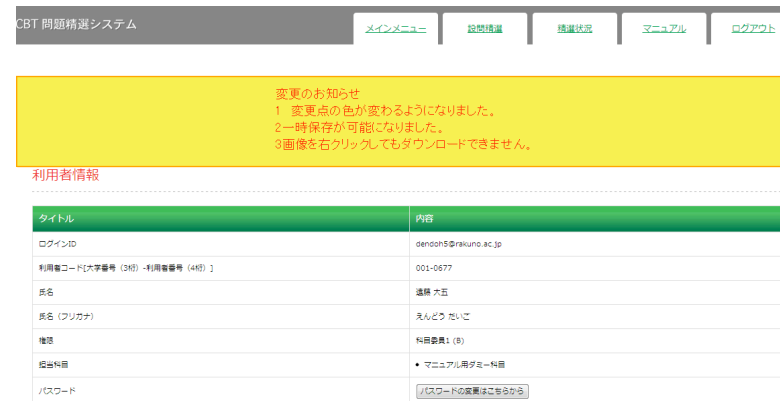 CBT 問題精選システム
メインメニュー 設問精選 精選状況 マニュアル ログアウト
変更のお知らせ
1　変更点の色が変わるようになりました。
2一時保存が可能になりました。
3画像を右クリックしてもダウンロードできません。
利用者情報
タイトル 内容
ログインID dendoh5@rakuno.ac.jp
利用者コード[大学番号（3桁）-利用者番号（4桁）] 001-0677
氏名 遠藤 大五
氏名（フリガナ） えんどう だいご
権限 科目委員1 (B)
担当科目 • マニュアル用ダミー科目
パスワード パスワードの変更はこちらから